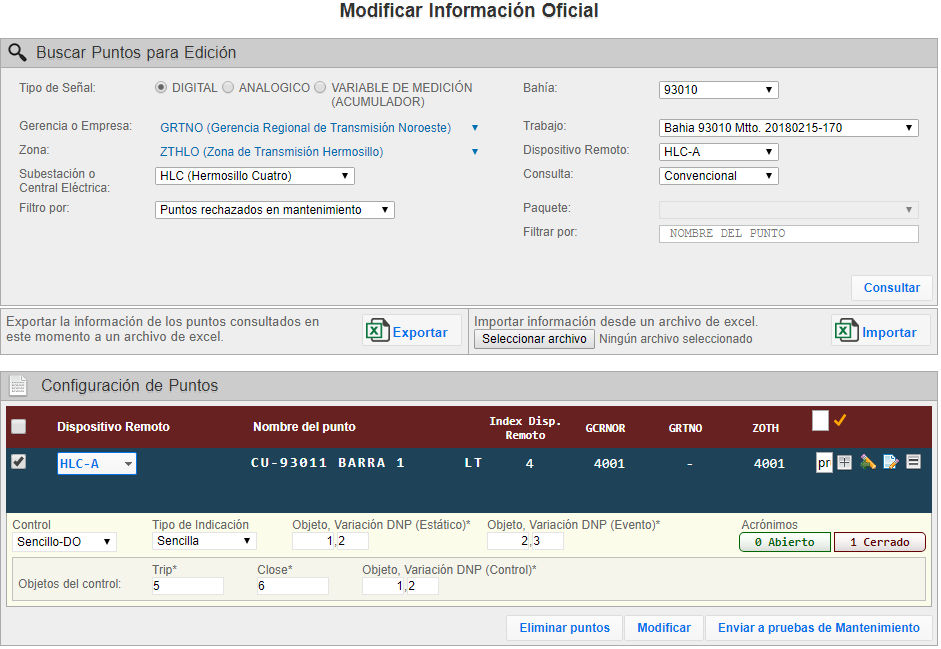 Modificar Información Oficial
Buscar Puntos para Edición
Tipo de Señal: DIGITAL ANALOGICO VARIABLE DE MEDICIÓN
(ACUMULADOR)
Bahía: 93010
Gerencia o Empresa: GRTNO (Gerencia Regional de Transmisión Noroeste)
Trabajo: Bahia 93010 Mtto. 20180215-170
Zona: ZTHLO (Zona de Transmisión Hermosillo)
Dispositivo Remoto: HLC-A
Subestación o
Central Eléctrica: HLC (Hermosillo Cuatro)
Consulta: Convencional
Filtro por: Puntos rechazados en mantenimiento
Paquete:
Filtrar por: NOMBRE DEL PUNTO
Consultar
Exportar la información de los puntos consultados en
este momento a un archivo de excel.
Exportar
Importar información desde un archivo de excel.
Seleccionar archivo Ningún archivo seleccionado
Importar
Configuración de Puntos
Dispositivo Remoto Nombre del punto Index Disp.
Remoto GCRNOR GRTNO ZOTH
HLC-A CU-93011 BARRA 1 LT 4 4001 - 4001 pr
Control Tipo de Indicación Objeto, Variación DNP (Estático)* Objeto, Variación DNP (Evento)* Acrónimos
Sencillo-DO Sencilla 1,2 2,3 0 Abierto 1 Cerrado
Trip* Close* Objeto, Variación DNP (Control)*
Objetos del control: 5 6 1,2
Eliminar puntos Modificar Enviar a pruebas de Mantenimiento